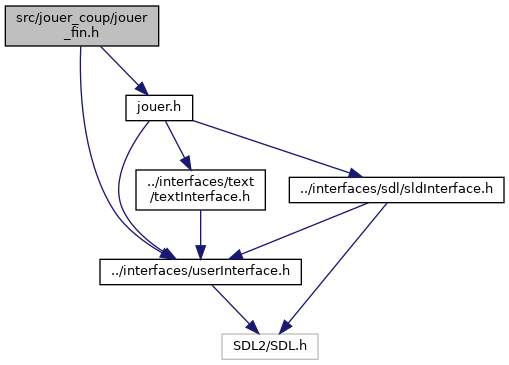 src/jouer_coup/jouer
_fin.h
jouer.h
../interfaces/text
/textInterface.h
../interfaces/sdl/sldInterface.h
../interfaces/userInterface.h
SDL2/SDL.h